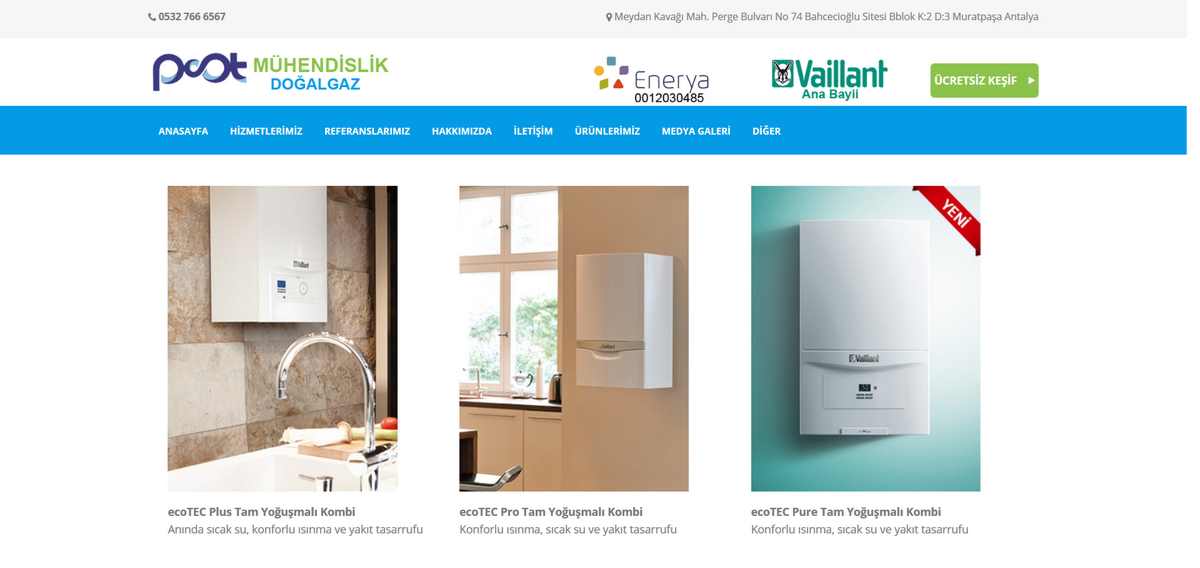 0532 766 6567
Meydan Kavağı Mah. Perge Bulvarı No 74 Bahcecioğlu Sitesi Bblok K:2 D:3 Muratpaşa Antalya
poot MÜHENDİSLİK
DOĞALGAZ
Enerya
0012030485
Vaillant
Ana Bayii
ÜCRETSİZ KEŞİF
ANASAYFA HİZMETLERİMİZ REFERANSLARIMIZ HAKKIMIZDA İLETİŞİM ÜRÜNLERİMİZ MEDYA GALERİ DİĞER
Vaillant
Vaillant
YENİ
Vaillant
ecoTEC Plus Tam Yoğuşmalı Kombi
Anında sıcak su, konforlu ısınma ve yakıt tasarrufu
ecoTEC Pro Tam Yoğuşmalı Kombi
Konforlu ısınma, sıcak su ve yakıt tasarrufu
ecoTEC Pure Tam Yoğuşmalı Kombi
Konforlu ısınma, sıcak su ve yakıt tasarrufu